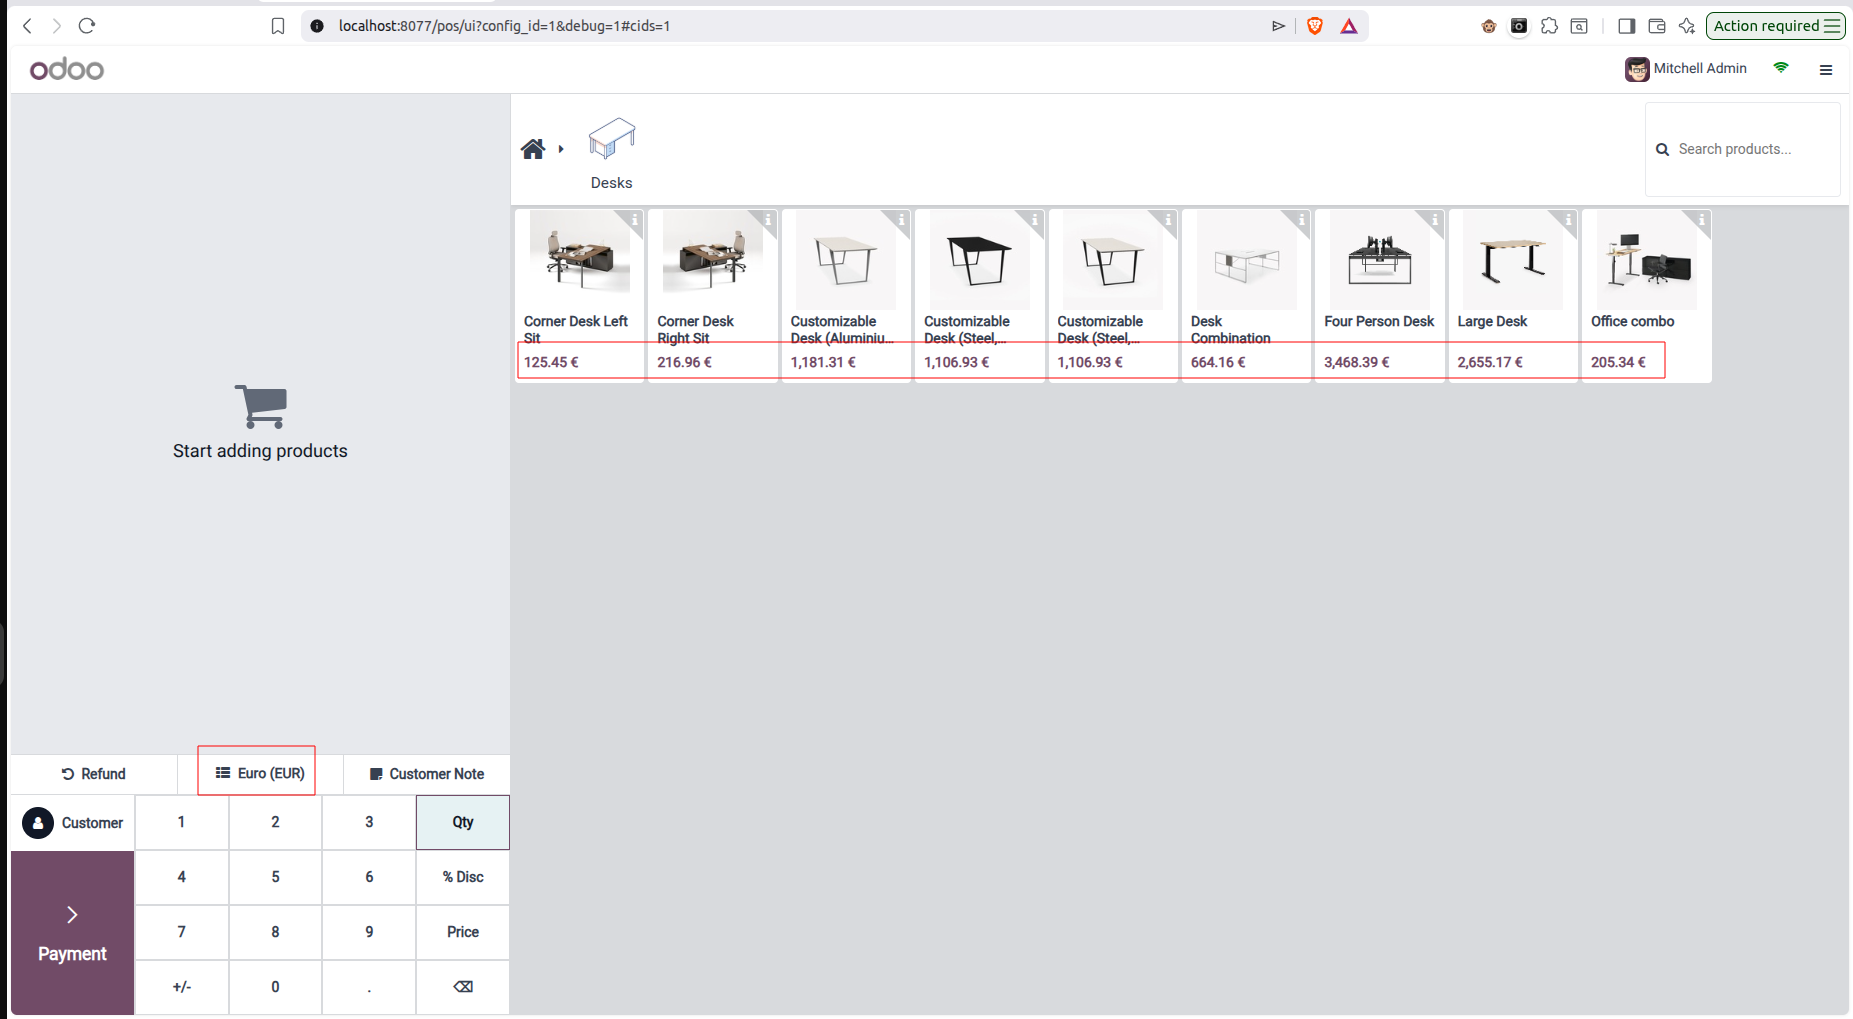 localhost:8077/pos/ui?config_id=1&debug=1#cids=1
Action required
odoo
Mitchell Admin
Desks
Search products...
Corner Desk Left Sit
125.45 €
Corner Desk Right Sit
216.96 €
Customizable Desk (Aluminiu...
1,181.31 €
Customizable Desk (Steel,...
1,106.93 €
Customizable Desk (Steel,...
1,106.93 €
Desk Combination
664.16 €
Four Person Desk
3,468.39 €
Large Desk
2,655.17 €
Office combo
205.34 €
Start adding products
Refund
Euro (EUR)
Customer Note
Customer
1 2 3 Qty
4 5 6 % Disc
7 8 9 Price
Payment
+/- 0 .